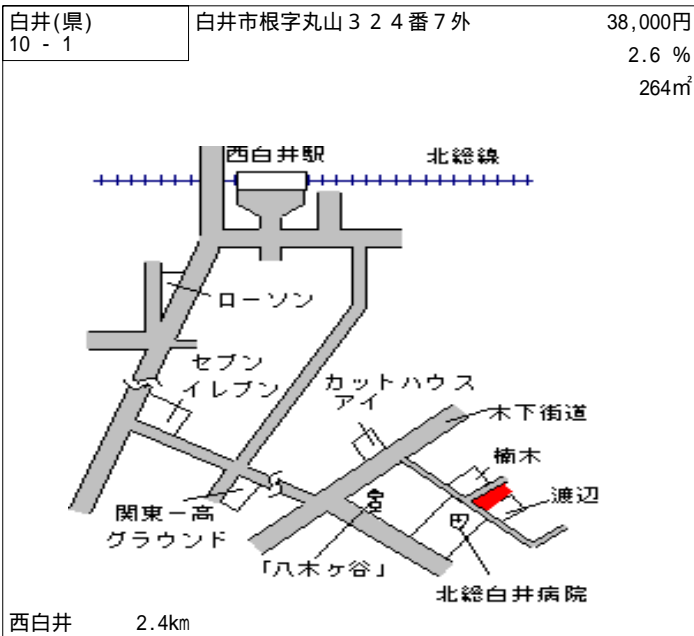 白井(県)
10 - 1
白井市根字丸山３２４番７外
38,000円
2.6 %
264㎡
西白井駅
北総線
ローソン
セブン
イレブン
カットハウス
アイ
木下街道
楠木
渡辺
関東一高
グラウンド
「八木ヶ谷」
北総白井病院
西白井 2.4km